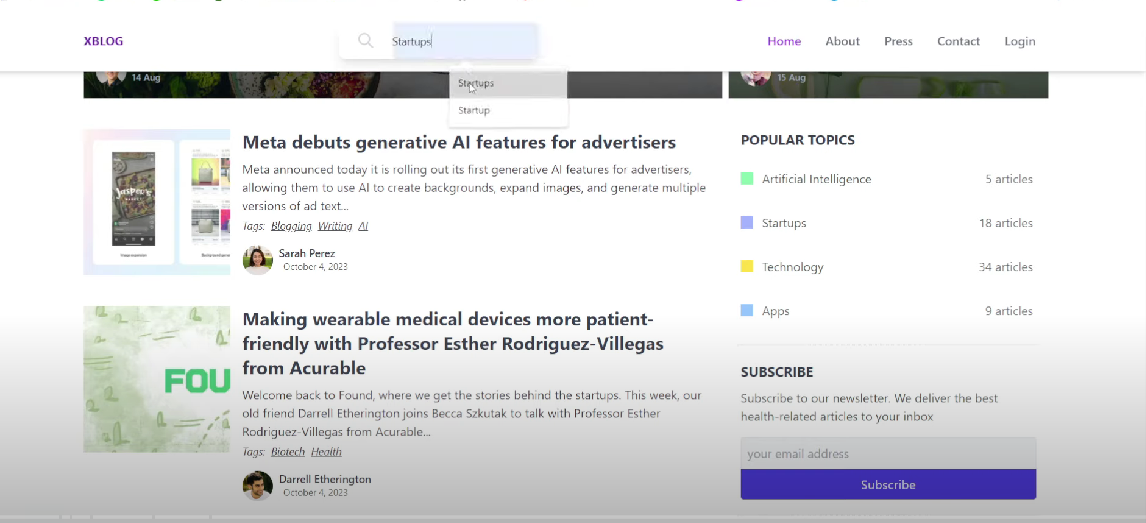 XBLOG
Startups
Home About Press Contact Login
Startups
Startup
14 Aug
15 Aug
Meta debuts generative AI features for advertisers
Meta announced today it is rolling out its first generative AI features for advertisers,
allowing them to use AI to create backgrounds, expand images, and generate multiple
versions of ad text...
Tags: Blogging Writing AI
Sarah Perez
October 4, 2023
FOU
Making wearable medical devices more patient-
friendly with Professor Esther Rodriguez-Villegas
from Acurable
Welcome back to Found, where we get the stories behind the startups. This week, our
old friend Darrell Etherington joins Becca Szkutak to talk with Professor Esther
Rodriguez-Villegas from Acurable...
Tags: Biotech Health
Darrell Etherington
October 4, 2023
POPULAR TOPICS
Artificial Intelligence 5 articles
Startups 18 articles
Technology 34 articles
Apps 9 articles
SUBSCRIBE
Subscribe to our newsletter. We deliver the best
health-related articles to your inbox
your email address
Subscribe